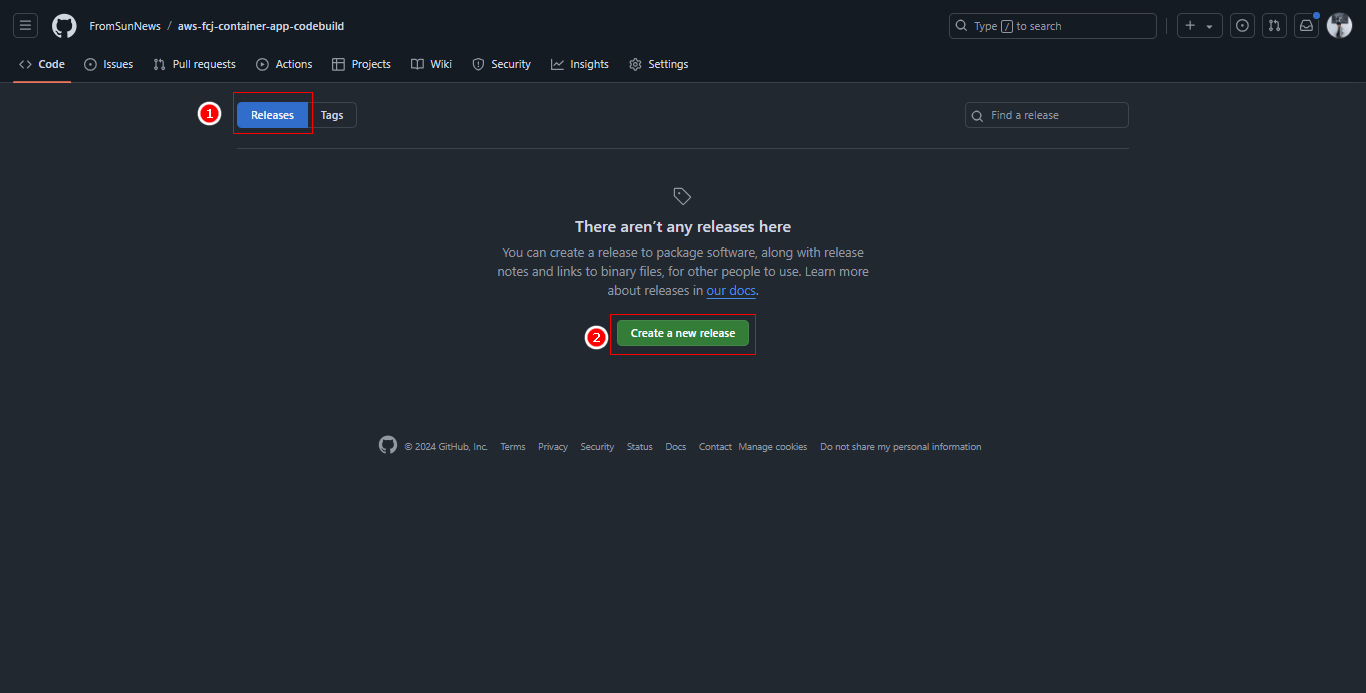 FromSunNews / aws-fcj-container-app-codebuild
Type / to search
Code Issues Pull requests Actions Projects Wiki Security Insights Settings
1 Releases Tags
Find a release
There aren't any releases here
You can create a release to package software, along with release
notes and links to binary files, for other people to use. Learn more
about releases in our docs.
2 Create a new release
© 2024 GitHub, Inc. Terms Privacy Security Status Docs Contact Manage cookies Do not share my personal information